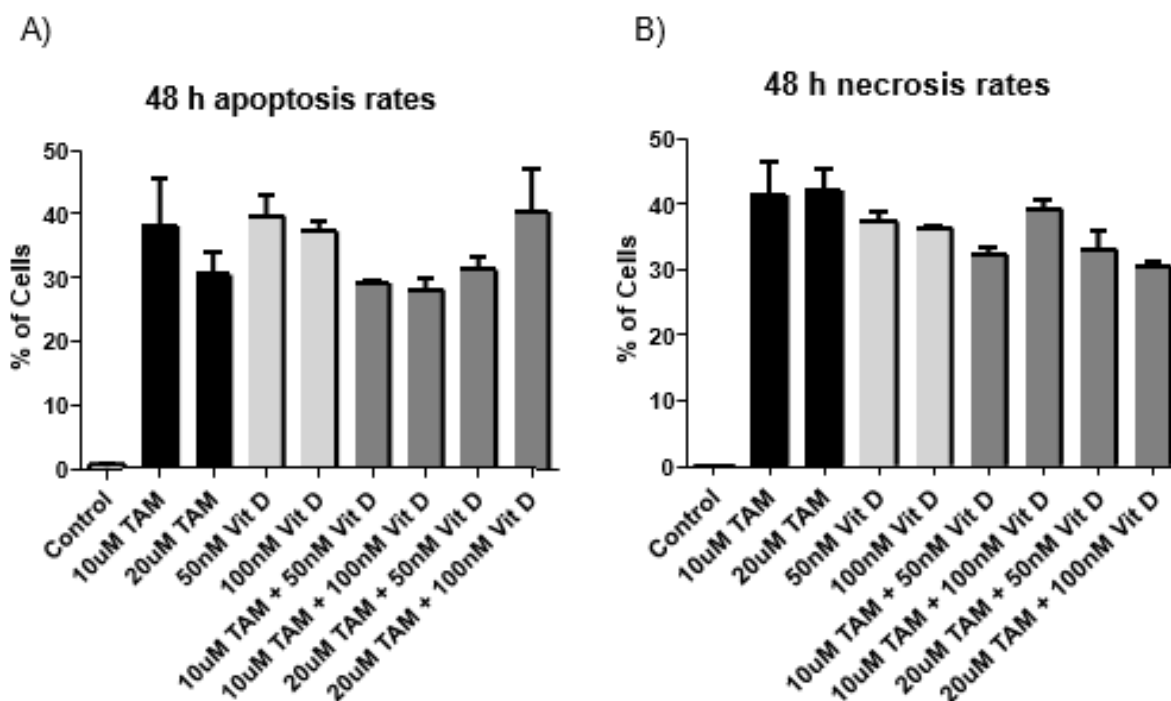 A)
48 h apoptosis rates
% of Cells
50
40
30
20
10
0
Control
10uM TAM
20uM TAM
50nM Vit D
100nM Vit D
10uM TAM + 50nM Vit D
10uM TAM + 100nM Vit D
20uM TAM + 50nM Vit D
20uM TAM + 100nM Vit D
B)
48 h necrosis rates
% of Cells
50
40
30
20
10
0
Control
10uM TAM
20uM TAM
50nM Vit D
100nM Vit D
10uM TAM + 50nM Vit D
10uM TAM + 100nM Vit D
20uM TAM + 50nM Vit D
20uM TAM + 100nM Vit D